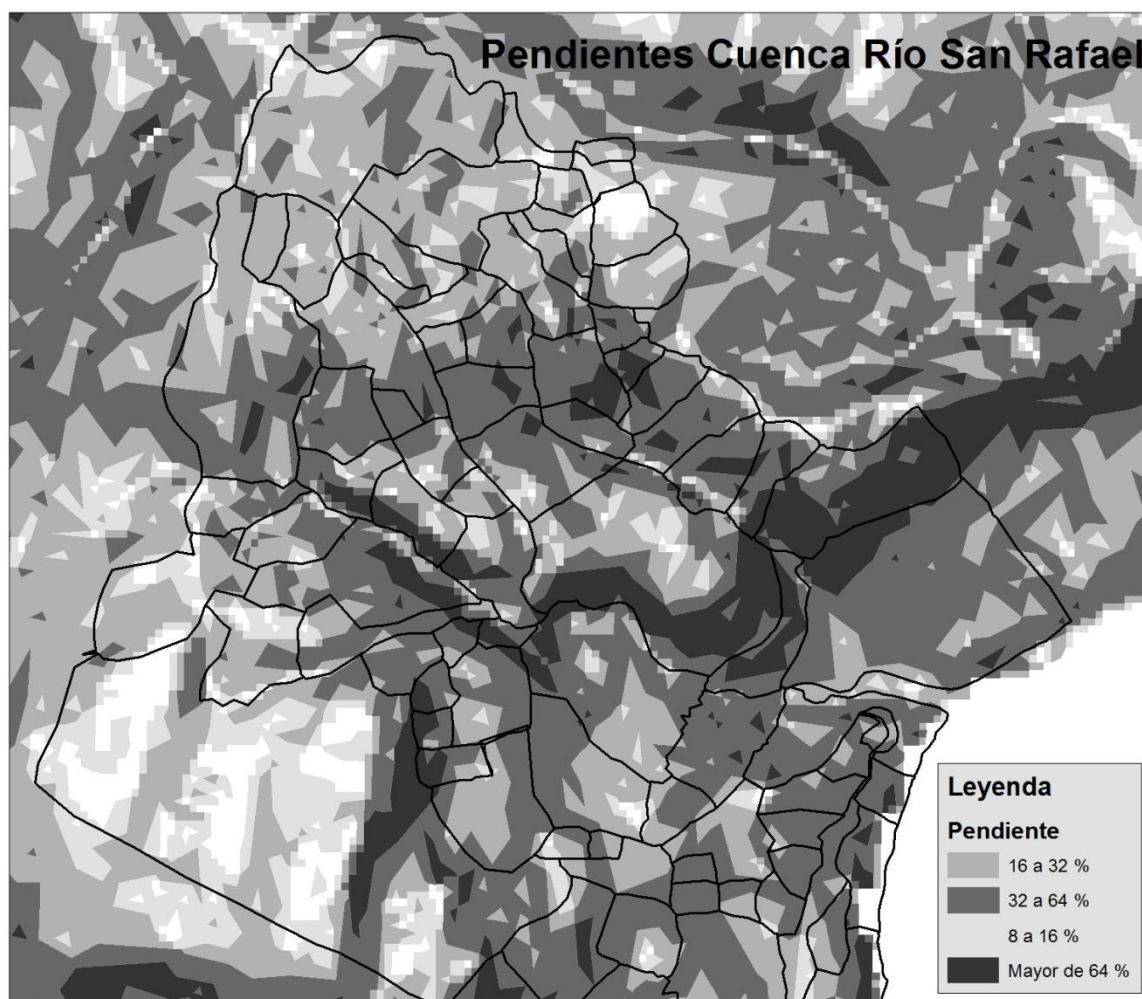 Pendientes Cuenca Río San Rafael
Leyenda
Pendiente
16 a 32 %
32 a 64 %
8 a 16 %
Mayor de 64 %